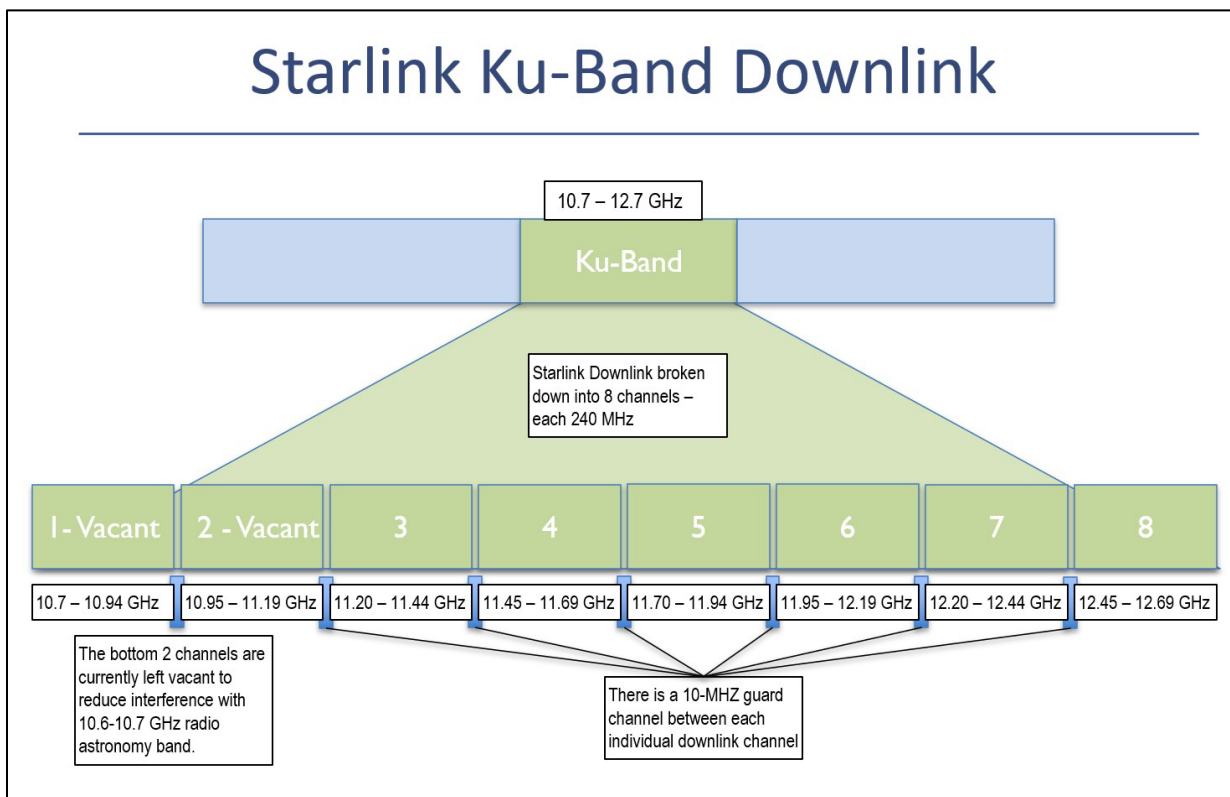 Starlink Ku-Band Downlink
10.7 – 12.7 GHz
Ku-Band
Starlink Downlink broken
down into 8 channels –
each 240 MHz
1- Vacant
2 - Vacant
3
4
5
6
7
8
10.7 – 10.94 GHz
10.95 – 11.19 GHz
11.20 – 11.44 GHz
11.45 – 11.69 GHz
11.70 – 11.94 GHz
11.95 – 12.19 GHz
12.20 – 12.44 GHz
12.45 – 12.69 GHz
The bottom 2 channels are
currently left vacant to
reduce interference with
10.6-10.7 GHz radio
astronomy band.
There is a 10-MHZ guard
channel between each
individual downlink channel